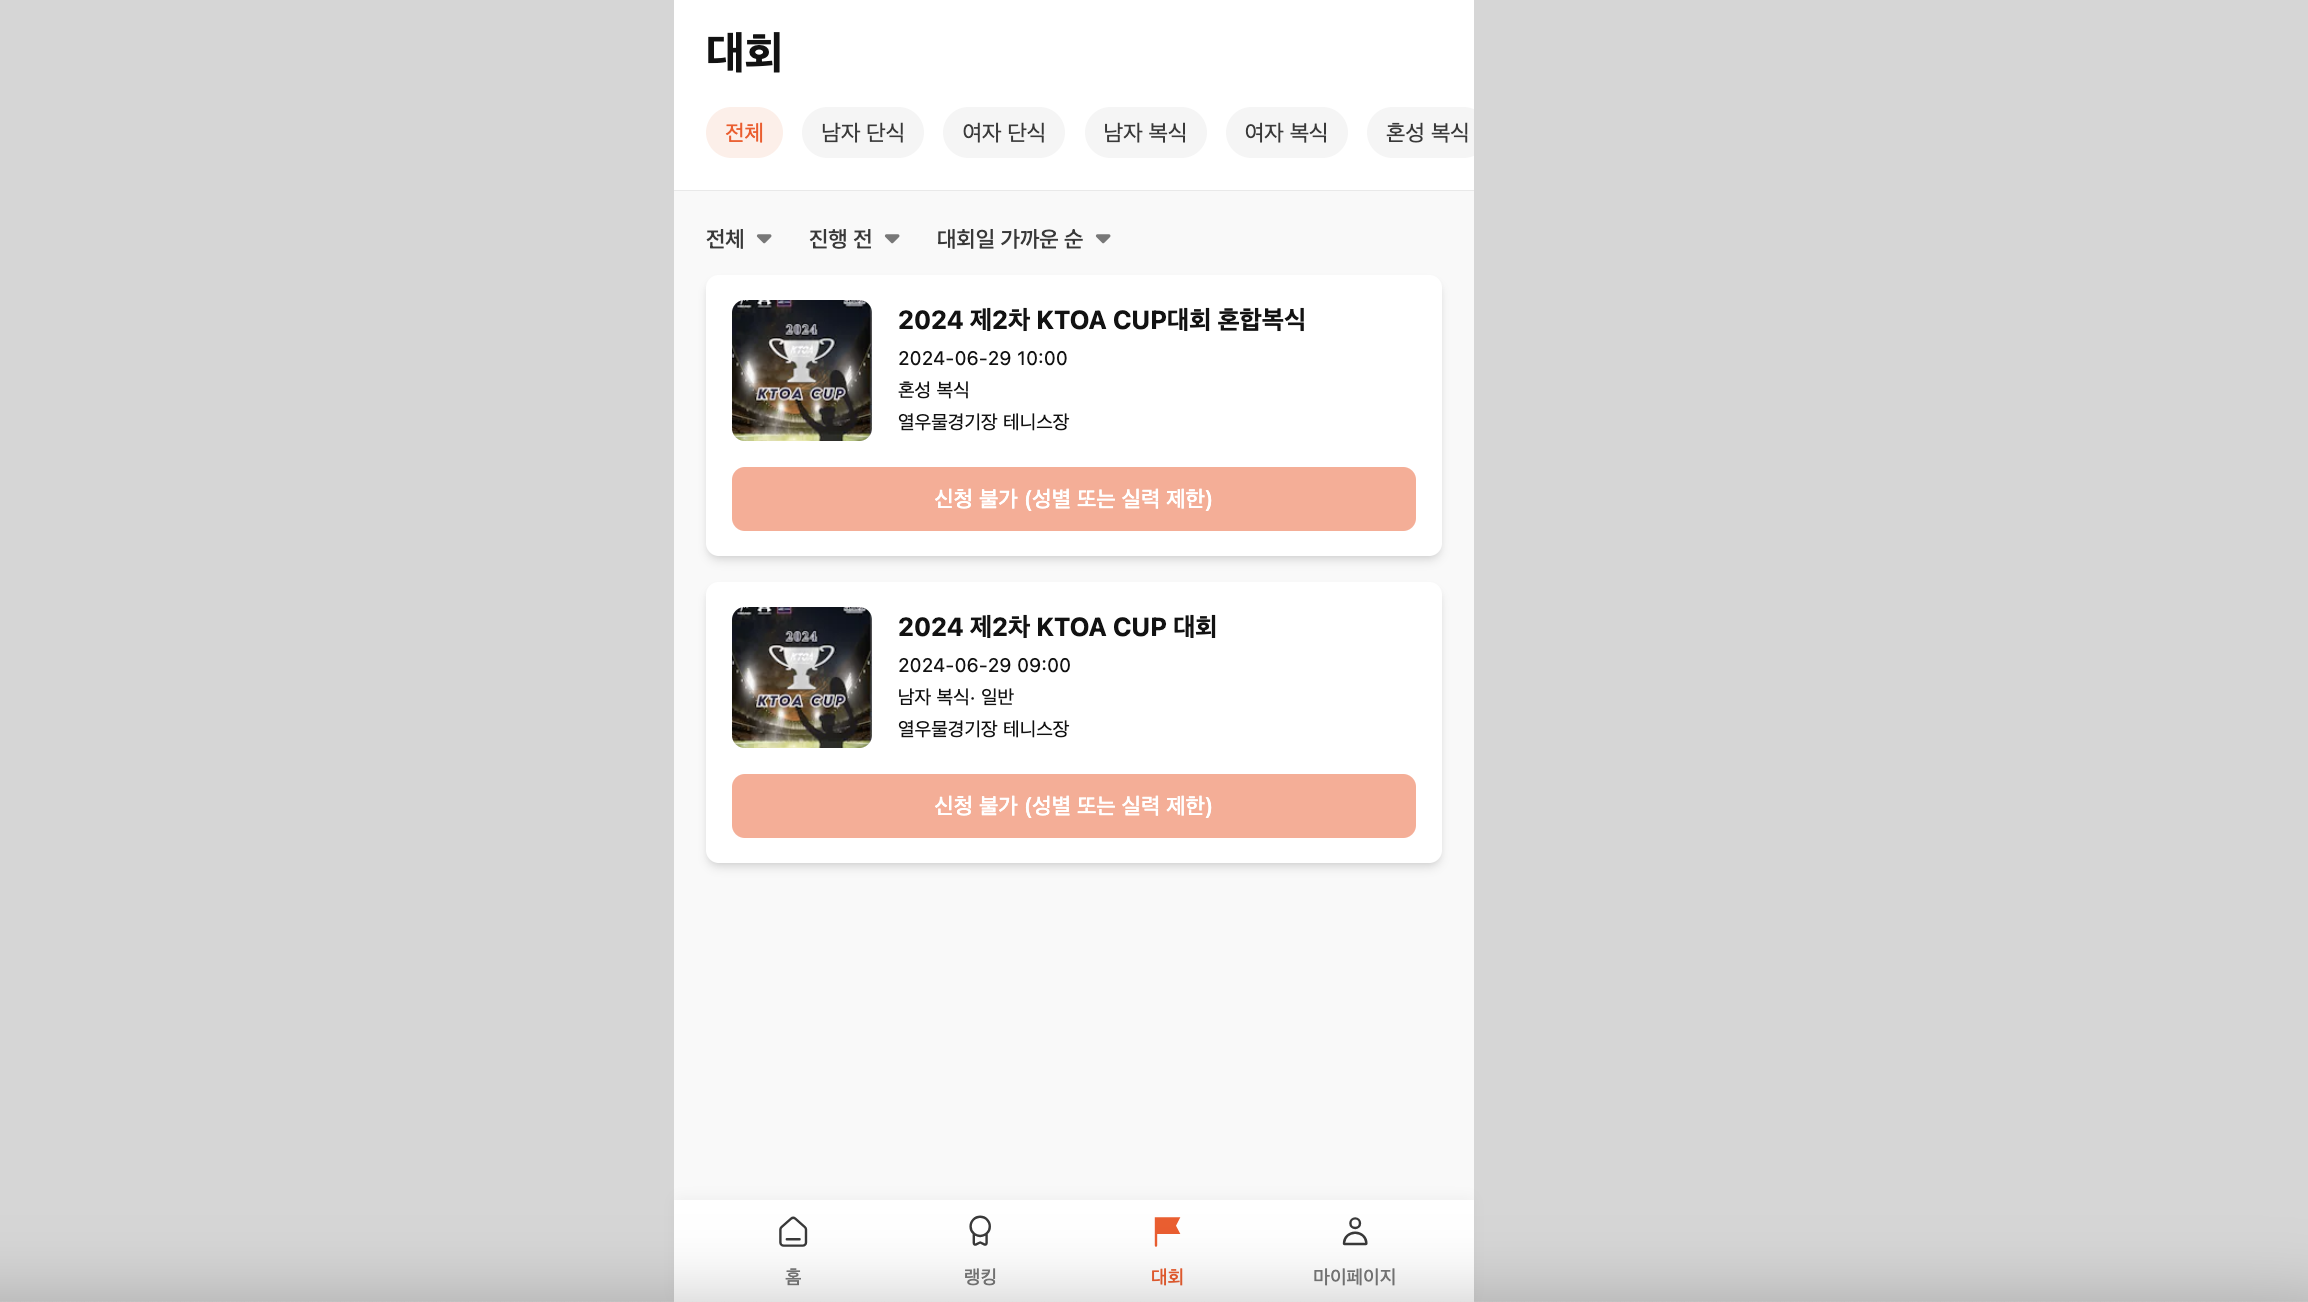 대회
전체 남자 단식 여자 단식 남자 복식 여자 복식 혼성 복식
전체 진행 전 대회일 가까운 순
2024
KTOA
KTOA CUP
2024 제2차 KTOA CUP대회 혼합복식
2024-06-29 10:00
혼성 복식
열우물경기장 테니스장
신청 불가 (성별 또는 실력 제한)
2024
KTOA
KTOA CUP
2024 제2차 KTOA CUP 대회
2024-06-29 09:00
남자 복식· 일반
열우물경기장 테니스장
신청 불가 (성별 또는 실력 제한)
홈 랭킹 대회 마이페이지